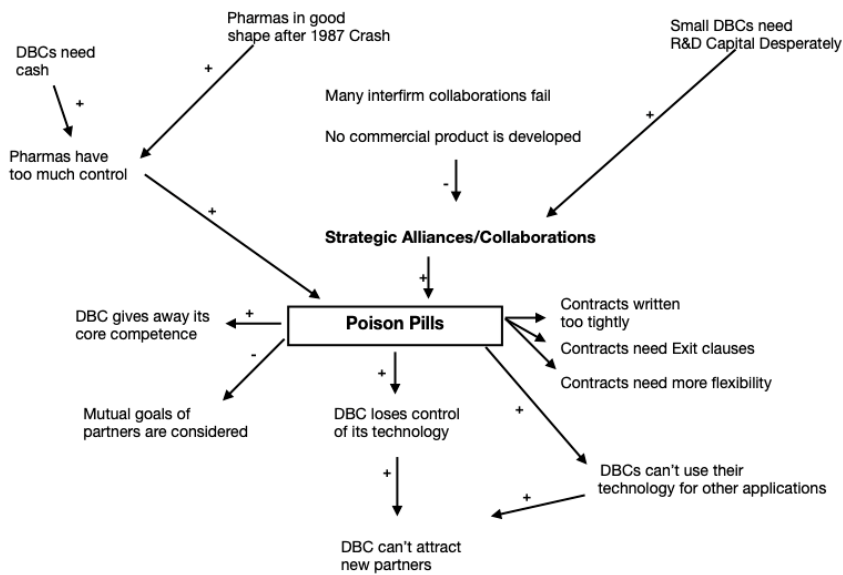 Pharmas in good
shape after 1987 Crash
Small DBCs need
R&D Capital Desperately
DBCs need
cash
+
+
Many interfirm collaborations fail
+
No commercial product is developed
Pharmas have
too much control
-
+
Strategic Alliances/Collaborations
+
DBC gives away its
core competence
+
Poison Pills
Contracts written
too tightly
Contracts need Exit clauses
-
Contracts need more flexibility
+
Mutual goals of
partners are considered
DBC loses control
of its technology
+
+
DBCs can't use their
technology for other applications
+
DBC can't attract
new partners